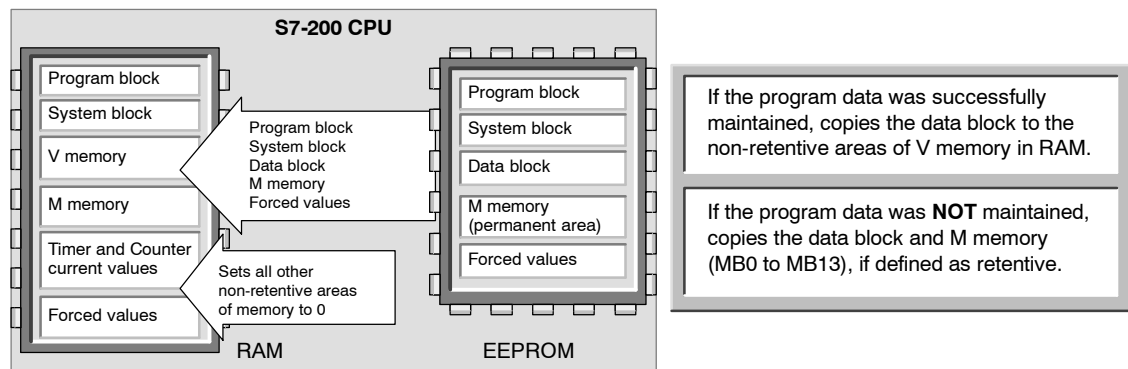 S7-200 CPU
Program block
System block
V memory
M memory
Timer and Counter
current values
Forced values
RAM
Program block
System block
Data block
M memory
Forced values
Sets all other
non-retentive areas
of memory to 0
Program block
System block
Data block
M memory
(permanent area)
Forced values
EEPROM
If the program data was successfully
maintained, copies the data block to the
non-retentive areas of V memory in RAM.
If the program data was NOT maintained,
copies the data block and M memory
(MB0 to MB13), if defined as retentive.